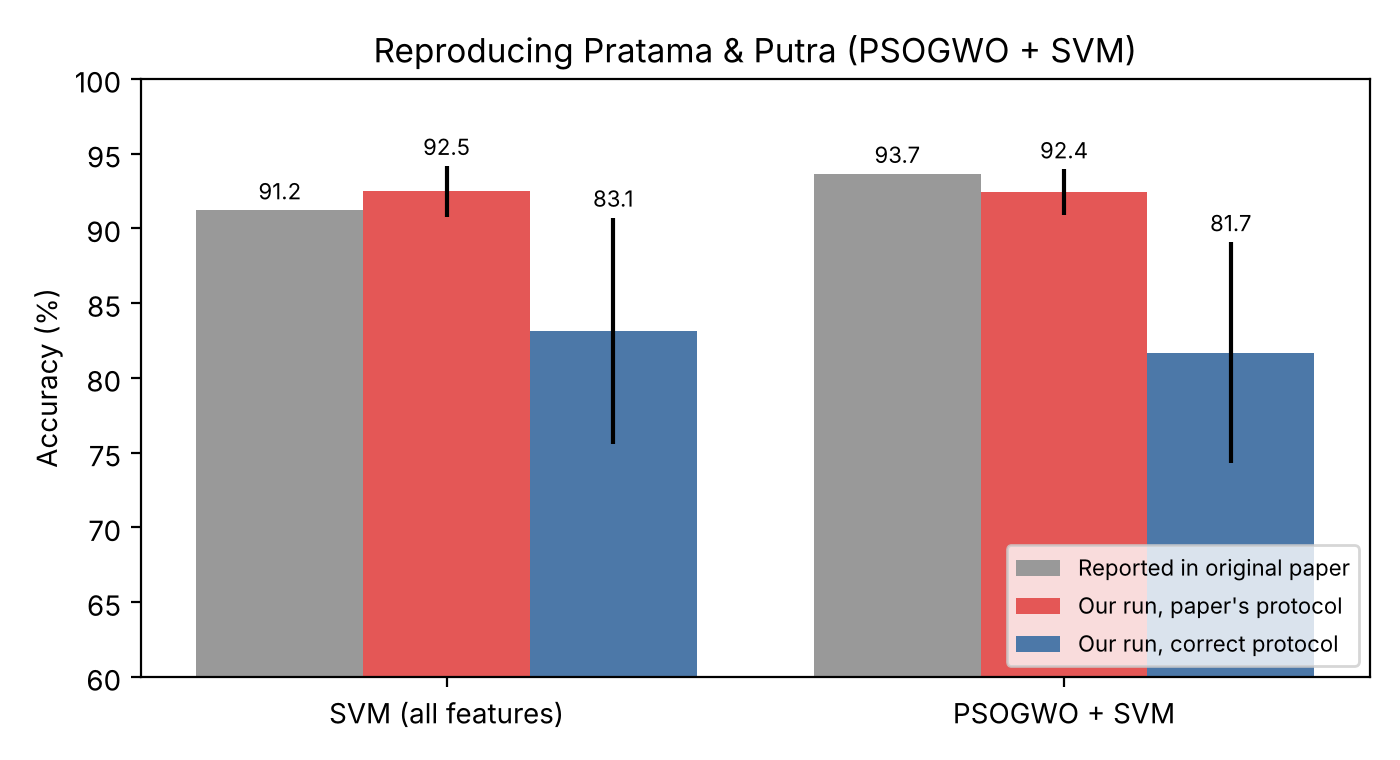 Reproducing Pratama & Putra (PSOGWO + SVM)
100
95
90
85
80
75
70
65
60
Accuracy (%)
91.2
92.5
83.1
93.7
92.4
81.7
Reported in original paper
Our run, paper's protocol
Our run, correct protocol
SVM (all features)
PSOGWO + SVM